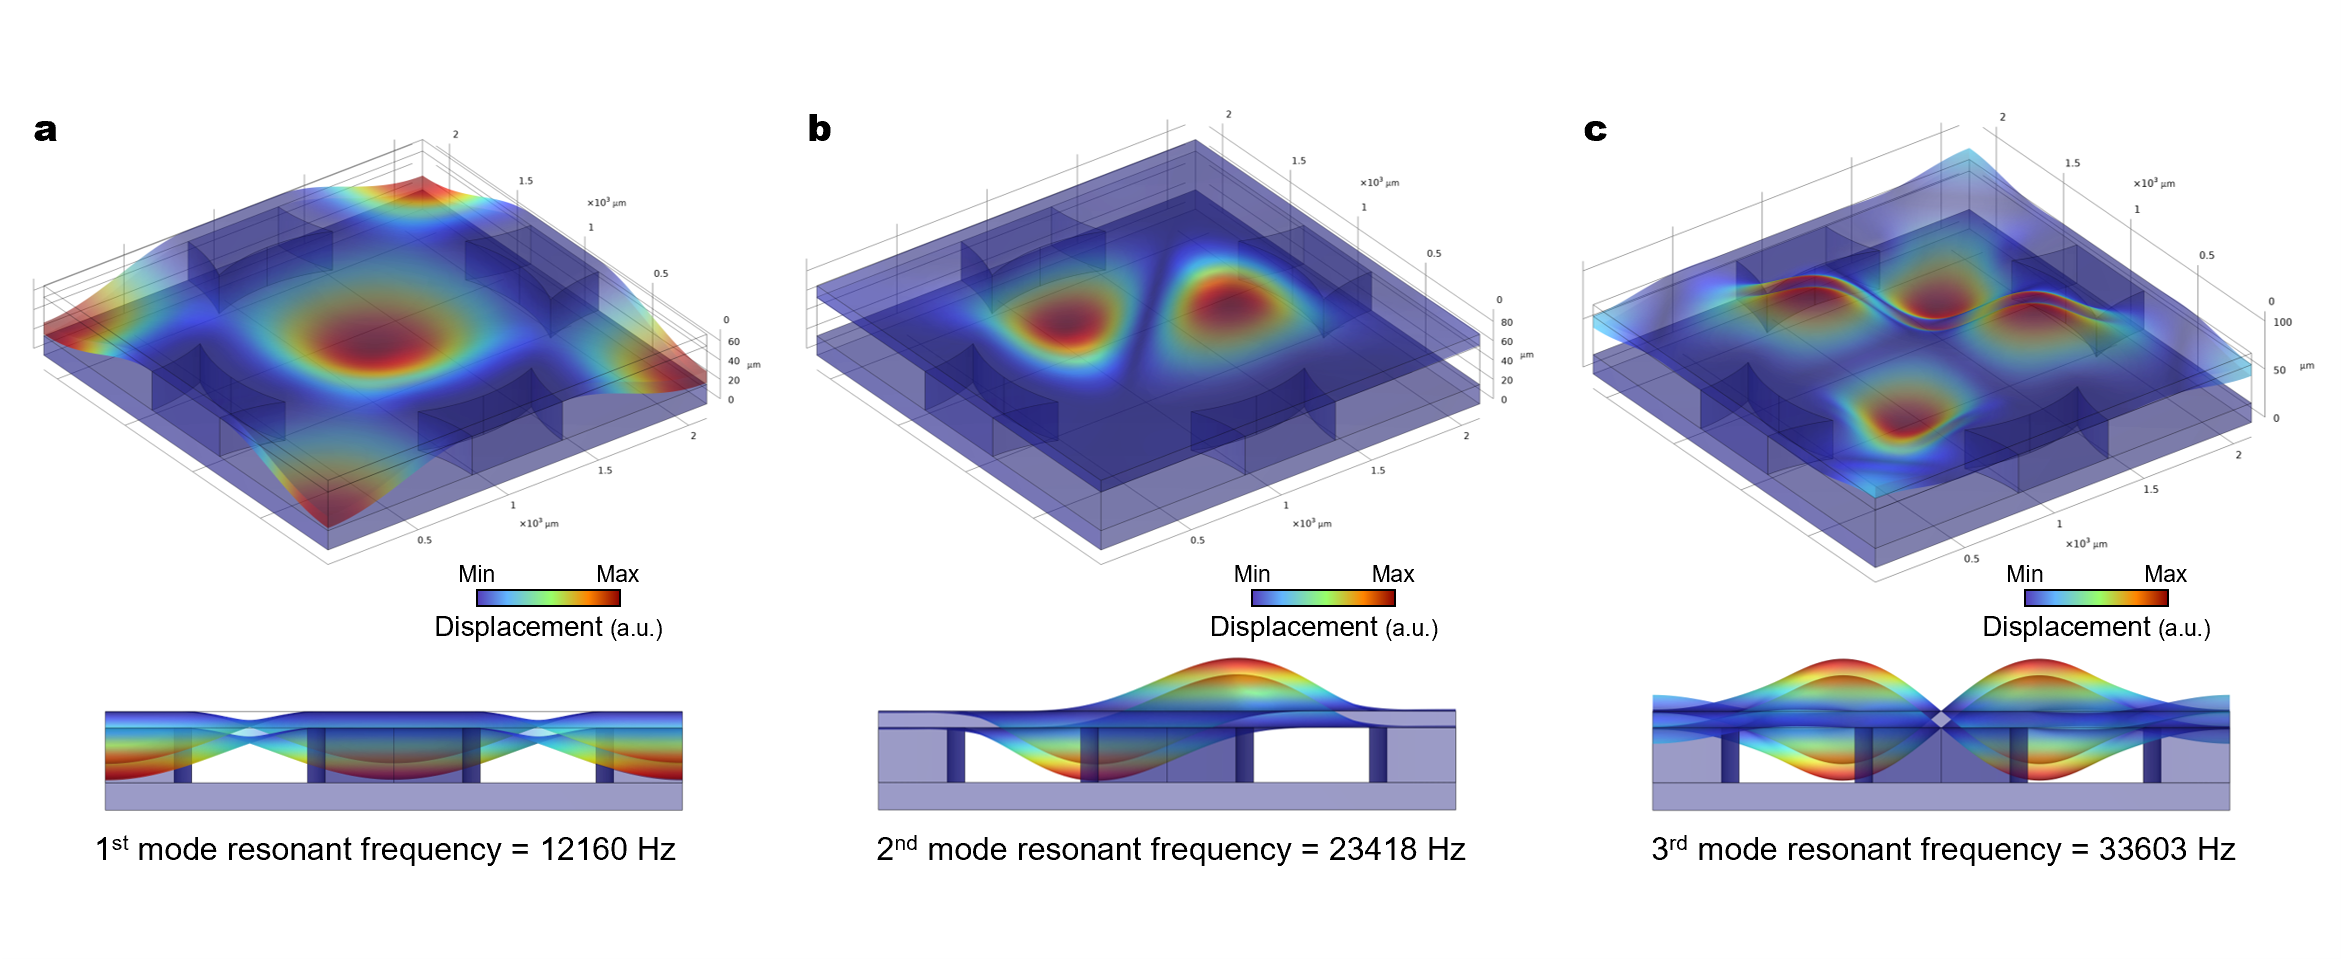 a
2
1.5
×10³ µm
1
0.5
0
60
40
20
0
µm
2
1.5
1
×10³ µm
0.5
Min Max
Displacement (a.u.)
1st mode resonant frequency = 12160 Hz
b
2
1.5
×10³ µm
1
0.5
0
80
60
40
20
0
µm
2
1.5
1
×10³ µm
0.5
Min Max
Displacement (a.u.)
2nd mode resonant frequency = 23418 Hz
c
2
1.5
×10³ µm
1
0.5
0
100
50
0
µm
2
1.5
1
×10³ µm
0.5
Min Max
Displacement (a.u.)
3rd mode resonant frequency = 33603 Hz